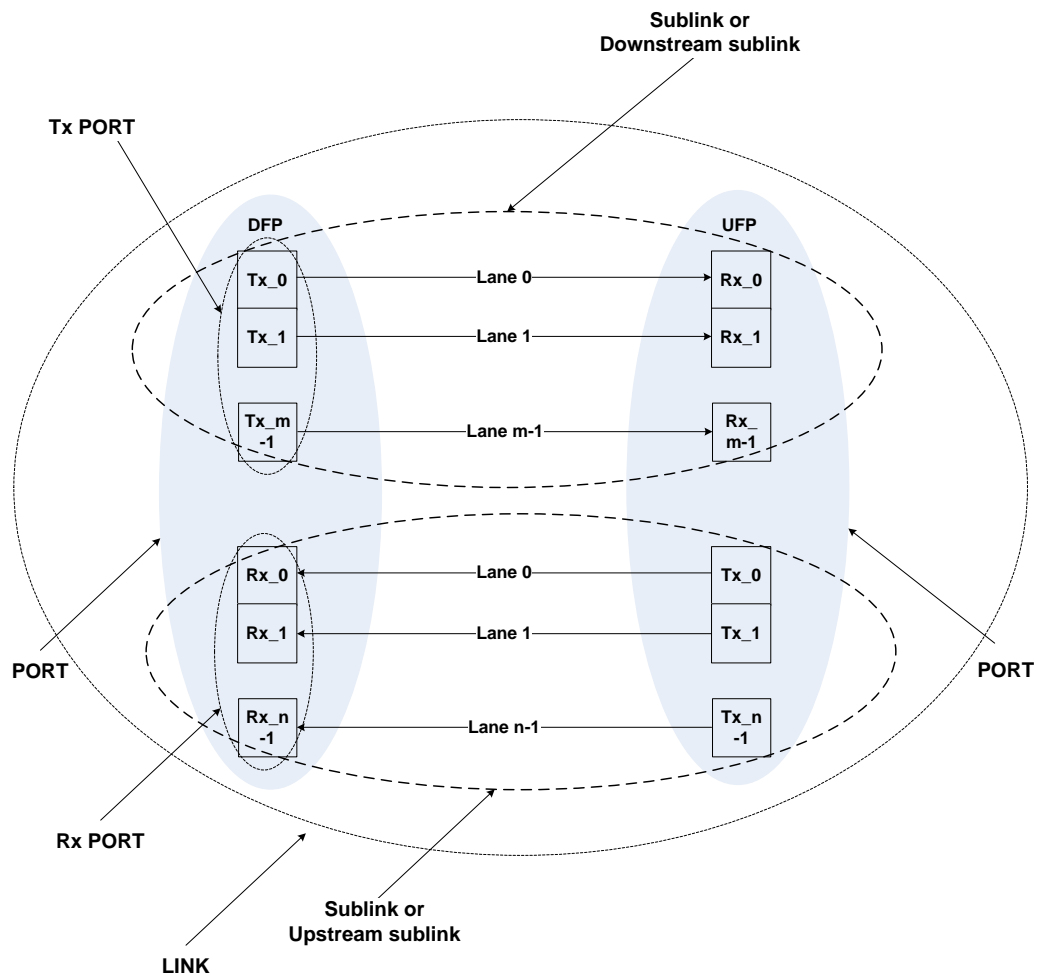 Sublink or
Downstream sublink
Tx PORT
DFP
UFP
Tx_0
Lane 0
Rx_0
Tx_1
Lane 1
Rx_1
Tx_m
-1
Lane m-1
Rx_
m-1
Rx_0
Lane 0
Tx_0
Rx_1
Lane 1
Tx_1
PORT
PORT
Rx_n
-1
Lane n-1
Tx_n
-1
Rx PORT
Sublink or
Upstream sublink
LINK